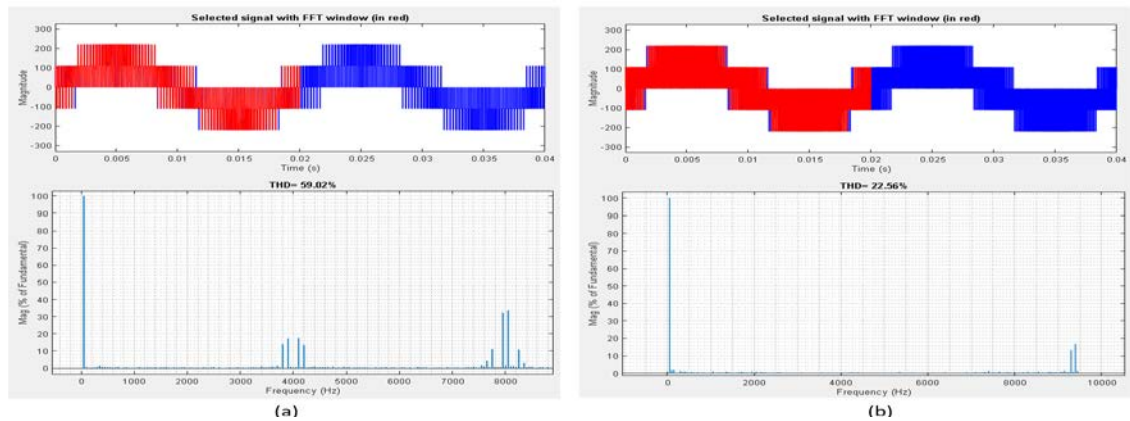 Selected signal with FFT window (in red)
300
200
100
0
-100
-200
-300
Magnitude
0 0.005 0.01 0.015 0.02 0.025 0.03 0.035 0.04
Time (s)
THD= 59.02%
100
90
80
70
60
50
40
30
20
10
0
Mag (% of Fundamental)
0 1000 2000 3000 4000 5000 6000 7000 8000
Frequency (Hz)
(a)
Selected signal with FFT window (in red)
300
200
100
0
-100
-200
-300
Magnitude
0 0.005 0.01 0.015 0.02 0.025 0.03 0.035 0.04
Time (s)
THD= 22.56%
100
90
80
70
60
50
40
30
20
10
0
Mag (% of Fundamental)
0 2000 4000 6000 8000 10000
Frequency (Hz)
(b)